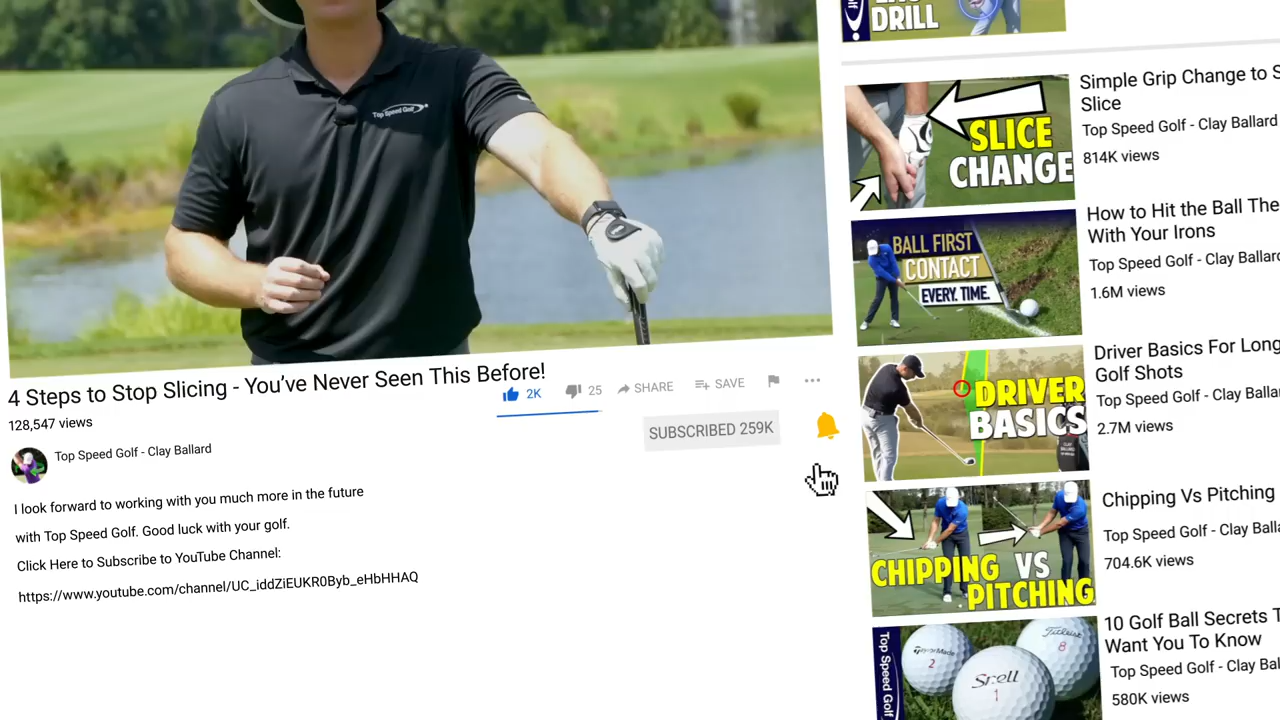 Top Speed Golf
4 Steps to Stop Slicing - You've Never Seen This Before!
128,547 views
2K
25
SHARE
SAVE
SUBSCRIBED 259K
Top Speed Golf - Clay Ballard
I look forward to working with you much more in the future
with Top Speed Golf. Good luck with your golf.
Click Here to Subscribe to YouTube Channel:
https://www.youtube.com/channel/UC_iddZiEUKR0Byb_eHbHHAQ
DRILL
SLICE
CHANGE
Simple Grip Change to S
Slice
Top Speed Golf - Clay Ballard
814K views
BALL FIRST
CONTACT
EVERY. TIME.
How to Hit the Ball The
With Your Irons
Top Speed Golf - Clay Ballard
1.6M views
DRIVER
BASICS
Driver Basics For Long
Golf Shots
Top Speed Golf - Clay Balla
2.7M views
CHIPPING VS
PITCHING
Chipping Vs Pitching
Top Speed Golf - Clay Balla
704.6K views
Top Speed Golf
TaylorMade
2
Titleist
8
Snell
1
10 Golf Ball Secrets T
Want You To Know
Top Speed Golf - Clay Bal
580K views